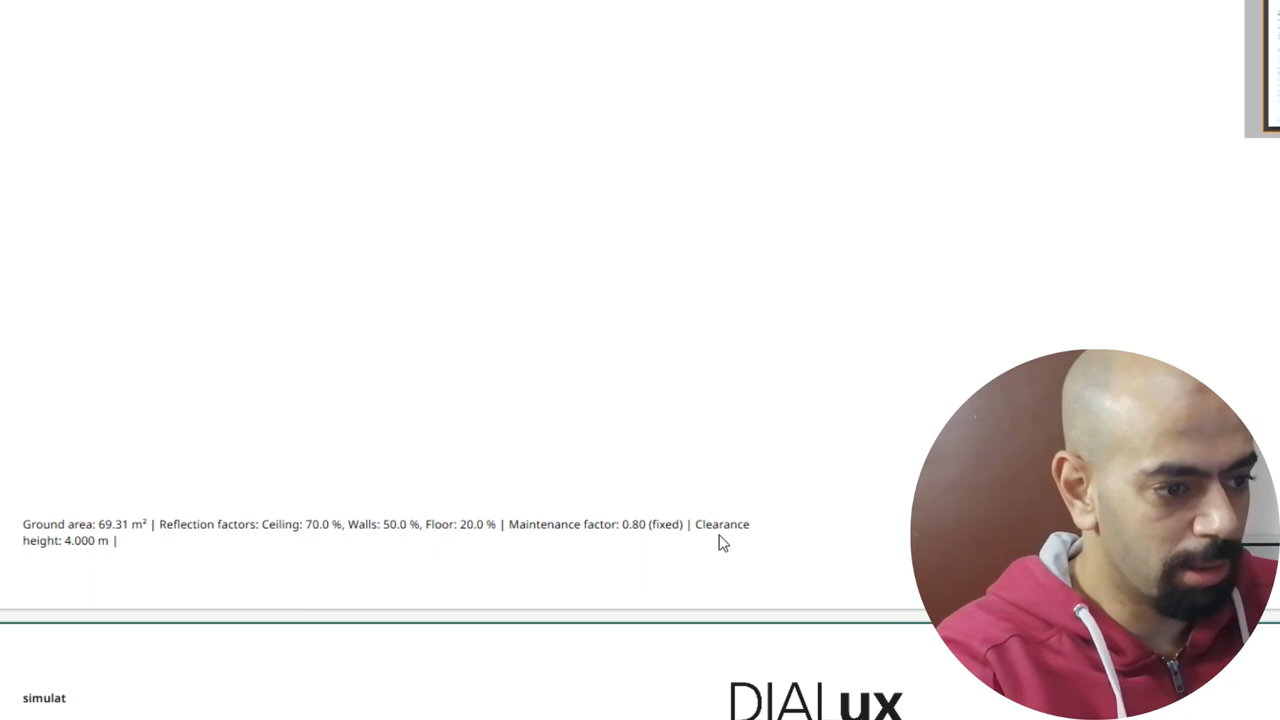 Ground area: 69.31 m² | Reflection factors: Ceiling: 70.0 %, Walls: 50.0 %, Floor: 20.0 % | Maintenance factor: 0.80 (fixed) | Clearance
height: 4.000 m |
simulat
DIALux